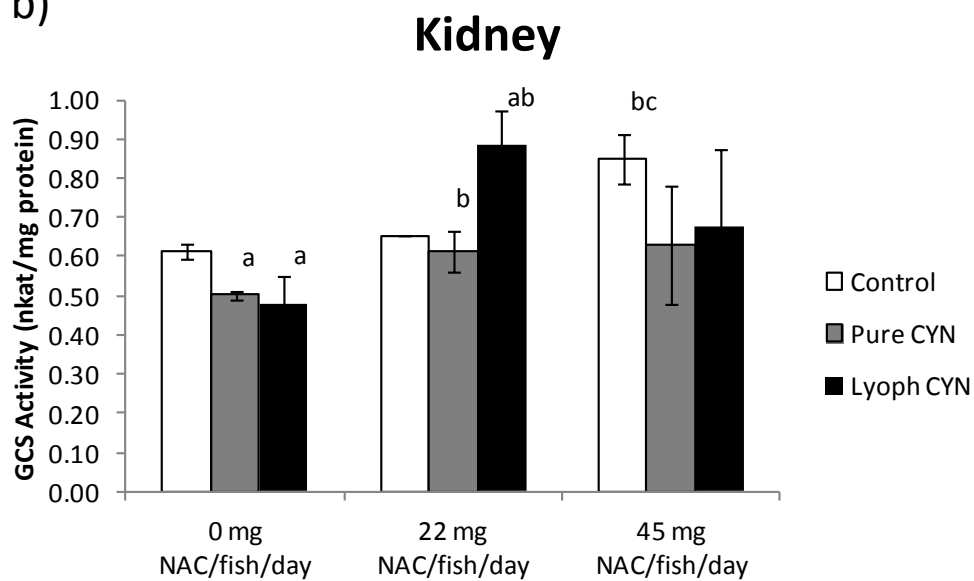 b)
Kidney
GCS Activity (nkat/mg protein)
1.00
0.90
0.80
0.70
0.60
0.50
0.40
0.30
0.20
0.10
0.00
a
a
b
ab
bc
0 mg
NAC/fish/day
22 mg
NAC/fish/day
45 mg
NAC/fish/day
Control
Pure CYN
Lyoph CYN